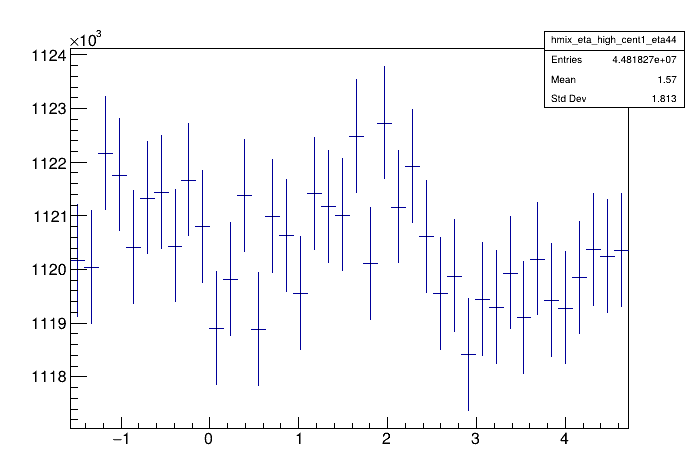 ×10³
hmix_eta_high_cent1_eta44
Entries 4.481827e+07
Mean 1.57
Std Dev 1.813
1124
1123
1122
1121
1120
1119
1118
−1 0 1 2 3 4